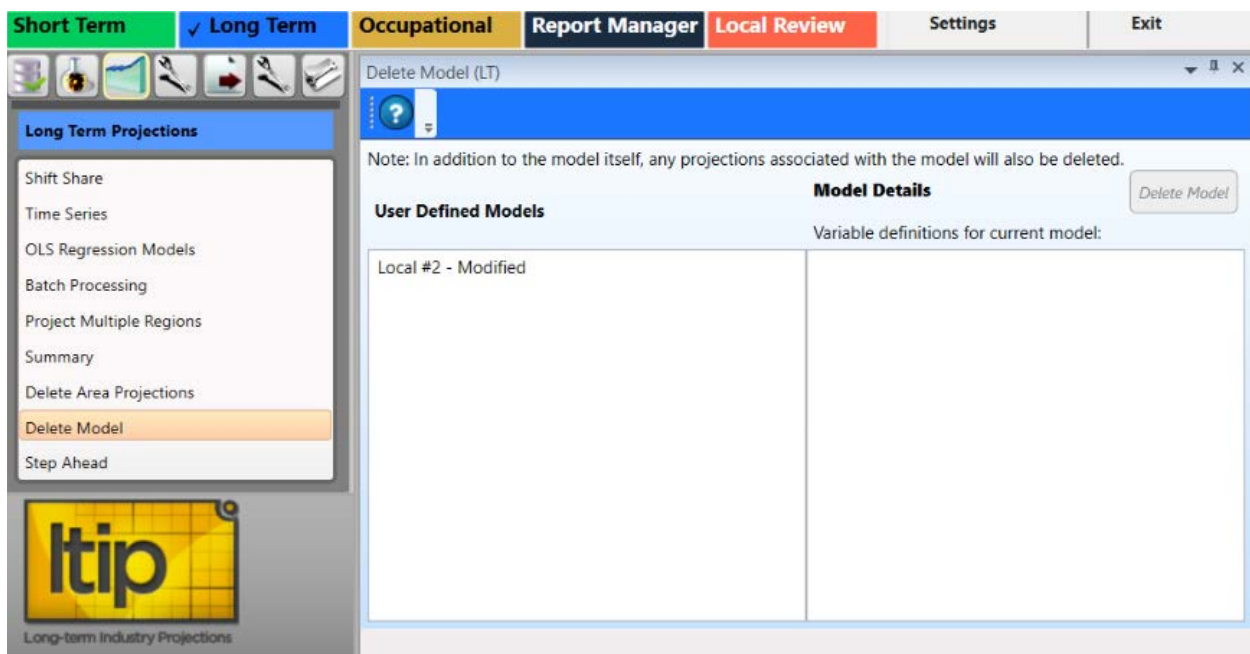 Short Term ✓ Long Term Occupational Report Manager Local Review Settings Exit
Delete Model (LT)
?
Long Term Projections
Shift Share
Time Series
OLS Regression Models
Batch Processing
Project Multiple Regions
Summary
Delete Area Projections
Delete Model
Step Ahead
ltip
Long-term Industry Projections
Note: In addition to the model itself, any projections associated with the model will also be deleted.
Model Details
Delete Model
User Defined Models
Variable definitions for current model:
Local #2 - Modified